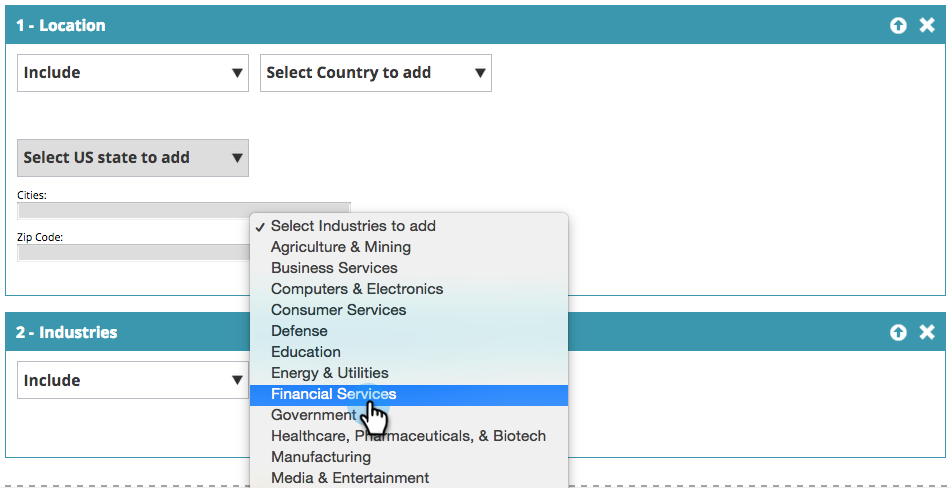 1 - Location
Include
Select Country to add
Select US state to add
Cities:
Zip Code:
✓ Select Industries to add
Agriculture & Mining
Business Services
Computers & Electronics
Consumer Services
Defense
Education
Energy & Utilities
Financial Services
Government
Healthcare, Pharmaceuticals, & Biotech
Manufacturing
Media & Entertainment
2 - Industries
Include